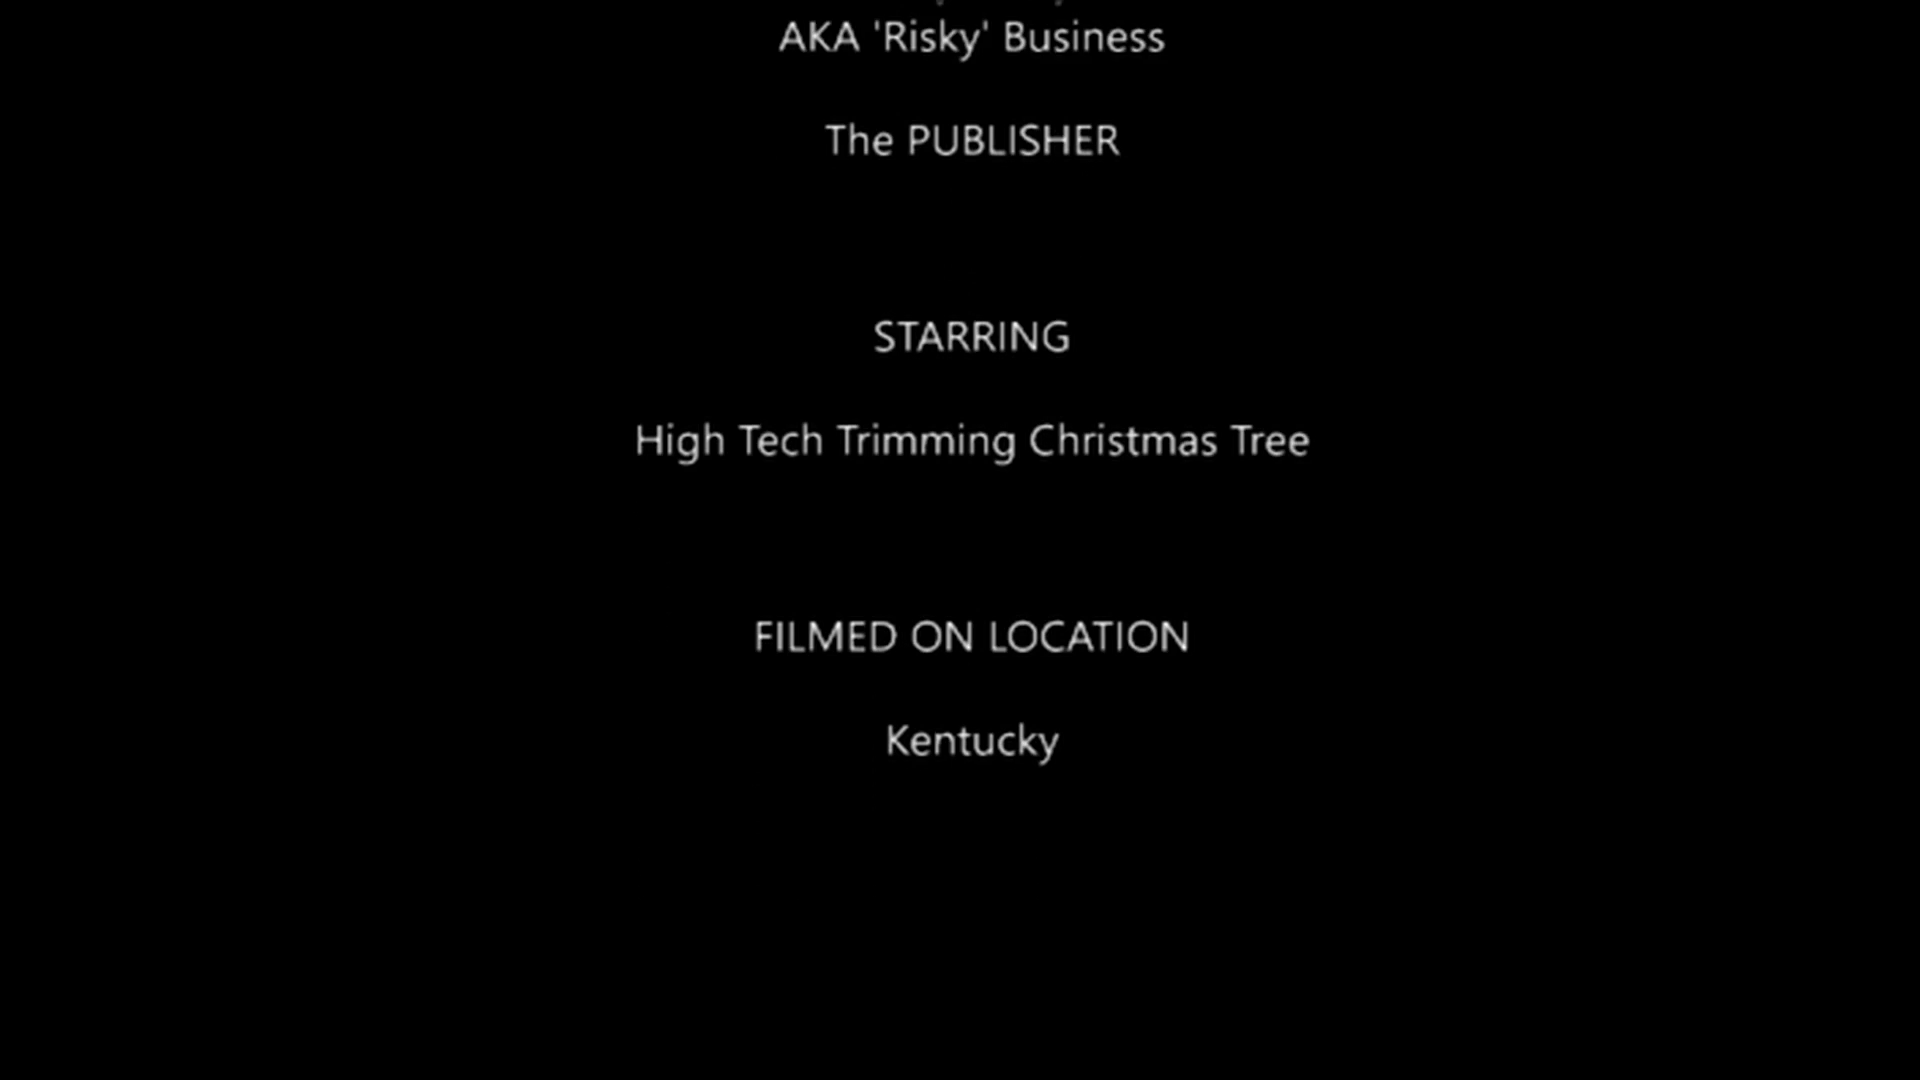 AKA 'Risky' Business
The PUBLISHER
STARRING
High Tech Trimming Christmas Tree
FILMED ON LOCATION
Kentucky